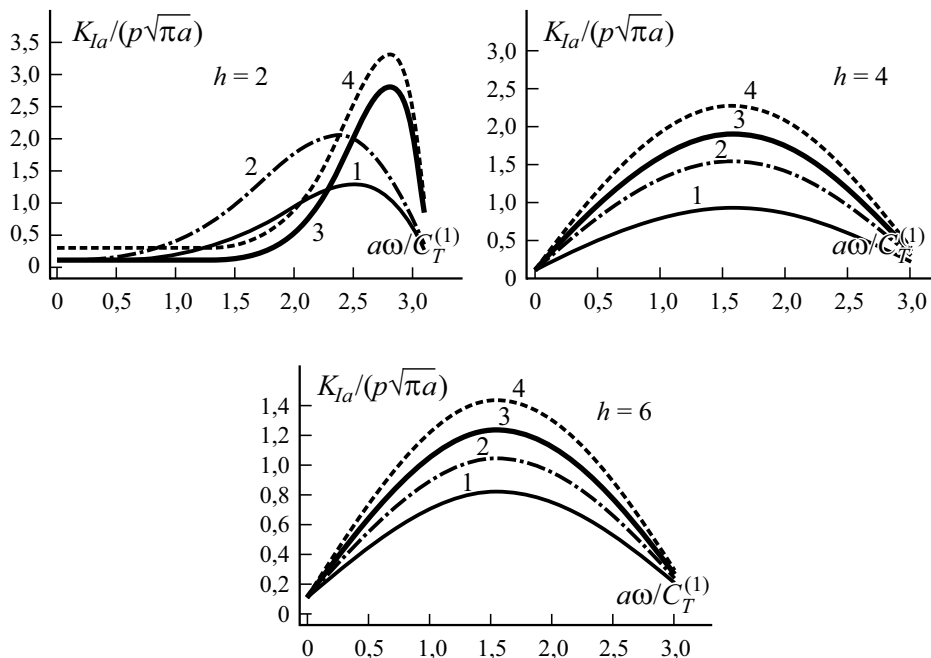 K_{Ia}/(p√πa)
3,5
3,0
2,5
2,0
1,5
1,0
0,5
0
h = 2
4
2
1
3
aω/C_T^{(1)}
0 0,5 1,0 1,5 2,0 2,5 3,0
K_{Ia}/(p√πa)
3,0
2,5
2,0
1,5
1,0
0,5
0
h = 4
4
3
2
1
aω/C_T^{(1)}
0 0,5 1,0 1,5 2,0 2,5 3,0
K_{Ia}/(p√πa)
1,4
1,2
1,0
0,8
0,6
0,4
0,2
0
h = 6
4
3
2
1
aω/C_T^{(1)}
0 0,5 1,0 1,5 2,0 2,5 3,0